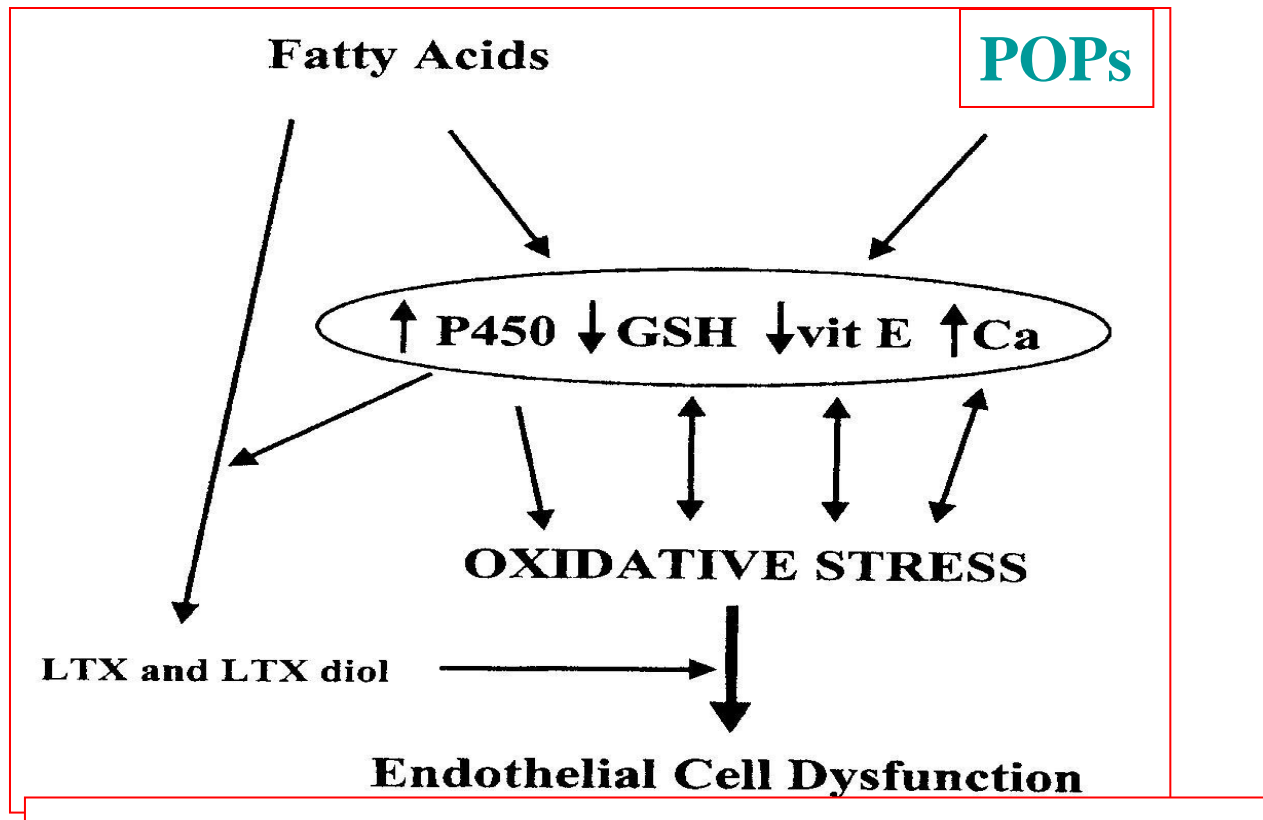 Fatty Acids
POPs
↑ P450 ↓ GSH ↓ vit E ↑ Ca
OXIDATIVE STRESS
LTX and LTX diol
Endothelial Cell Dysfunction